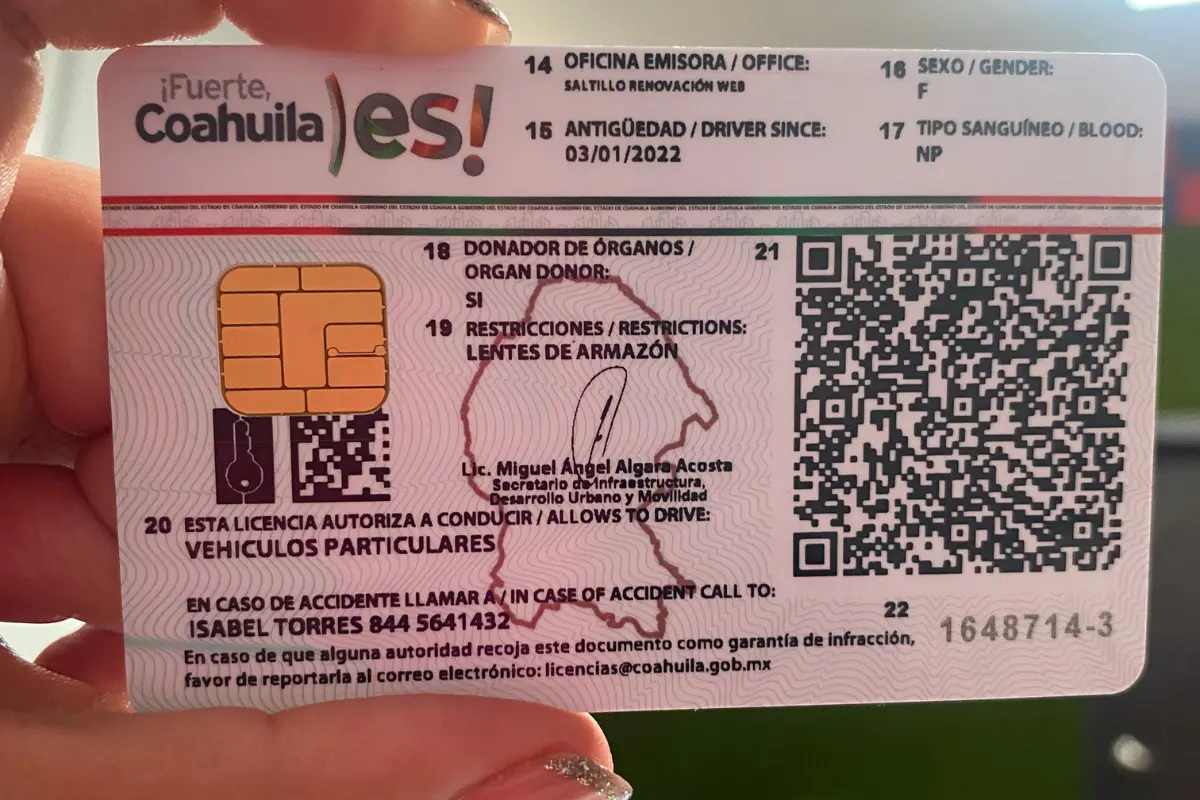 ¡Fuerte,
Coahuila es!
14 OFICINA EMISORA / OFFICE:
SALTILLO RENOVACIÓN WEB
16 SEXO / GENDER:
F
15 ANTIGÜEDAD / DRIVER SINCE:
03/01/2022
17 TIPO SANGUÍNEO / BLOOD:
NP
18 DONADOR DE ÓRGANOS /
ORGAN DONOR:
SI
19 RESTRICCIONES / RESTRICTIONS:
LENTES DE ARMAZÓN
21
Lic. Miguel Ángel Algara Acosta
Secretario de Infraestructura,
Desarrollo Urbano y Movilidad
20 ESTA LICENCIA AUTORIZA A CONDUCIR / ALLOWS TO DRIVE:
VEHICULOS PARTICULARES
EN CASO DE ACCIDENTE LLAMAR A / IN CASE OF ACCIDENT CALL TO:
ISABEL TORRES 844 5641432
22 1648714-3
En caso de que alguna autoridad recoja este documento como garantía de infracción,
favor de reportarla al correo electrónico: licencias@coahuila.gob.mx